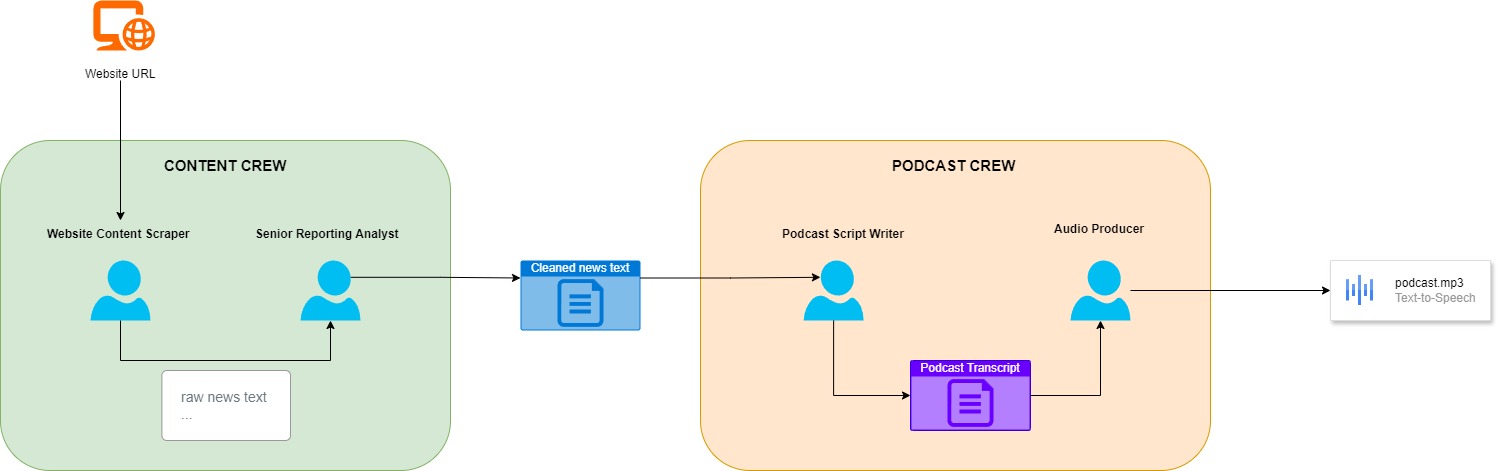 Website URL
CONTENT CREW
Website Content Scraper
Senior Reporting Analyst
raw news text
...
Cleaned news text
PODCAST CREW
Podcast Script Writer
Audio Producer
Podcast Transcript
podcast.mp3
Text-to-Speech